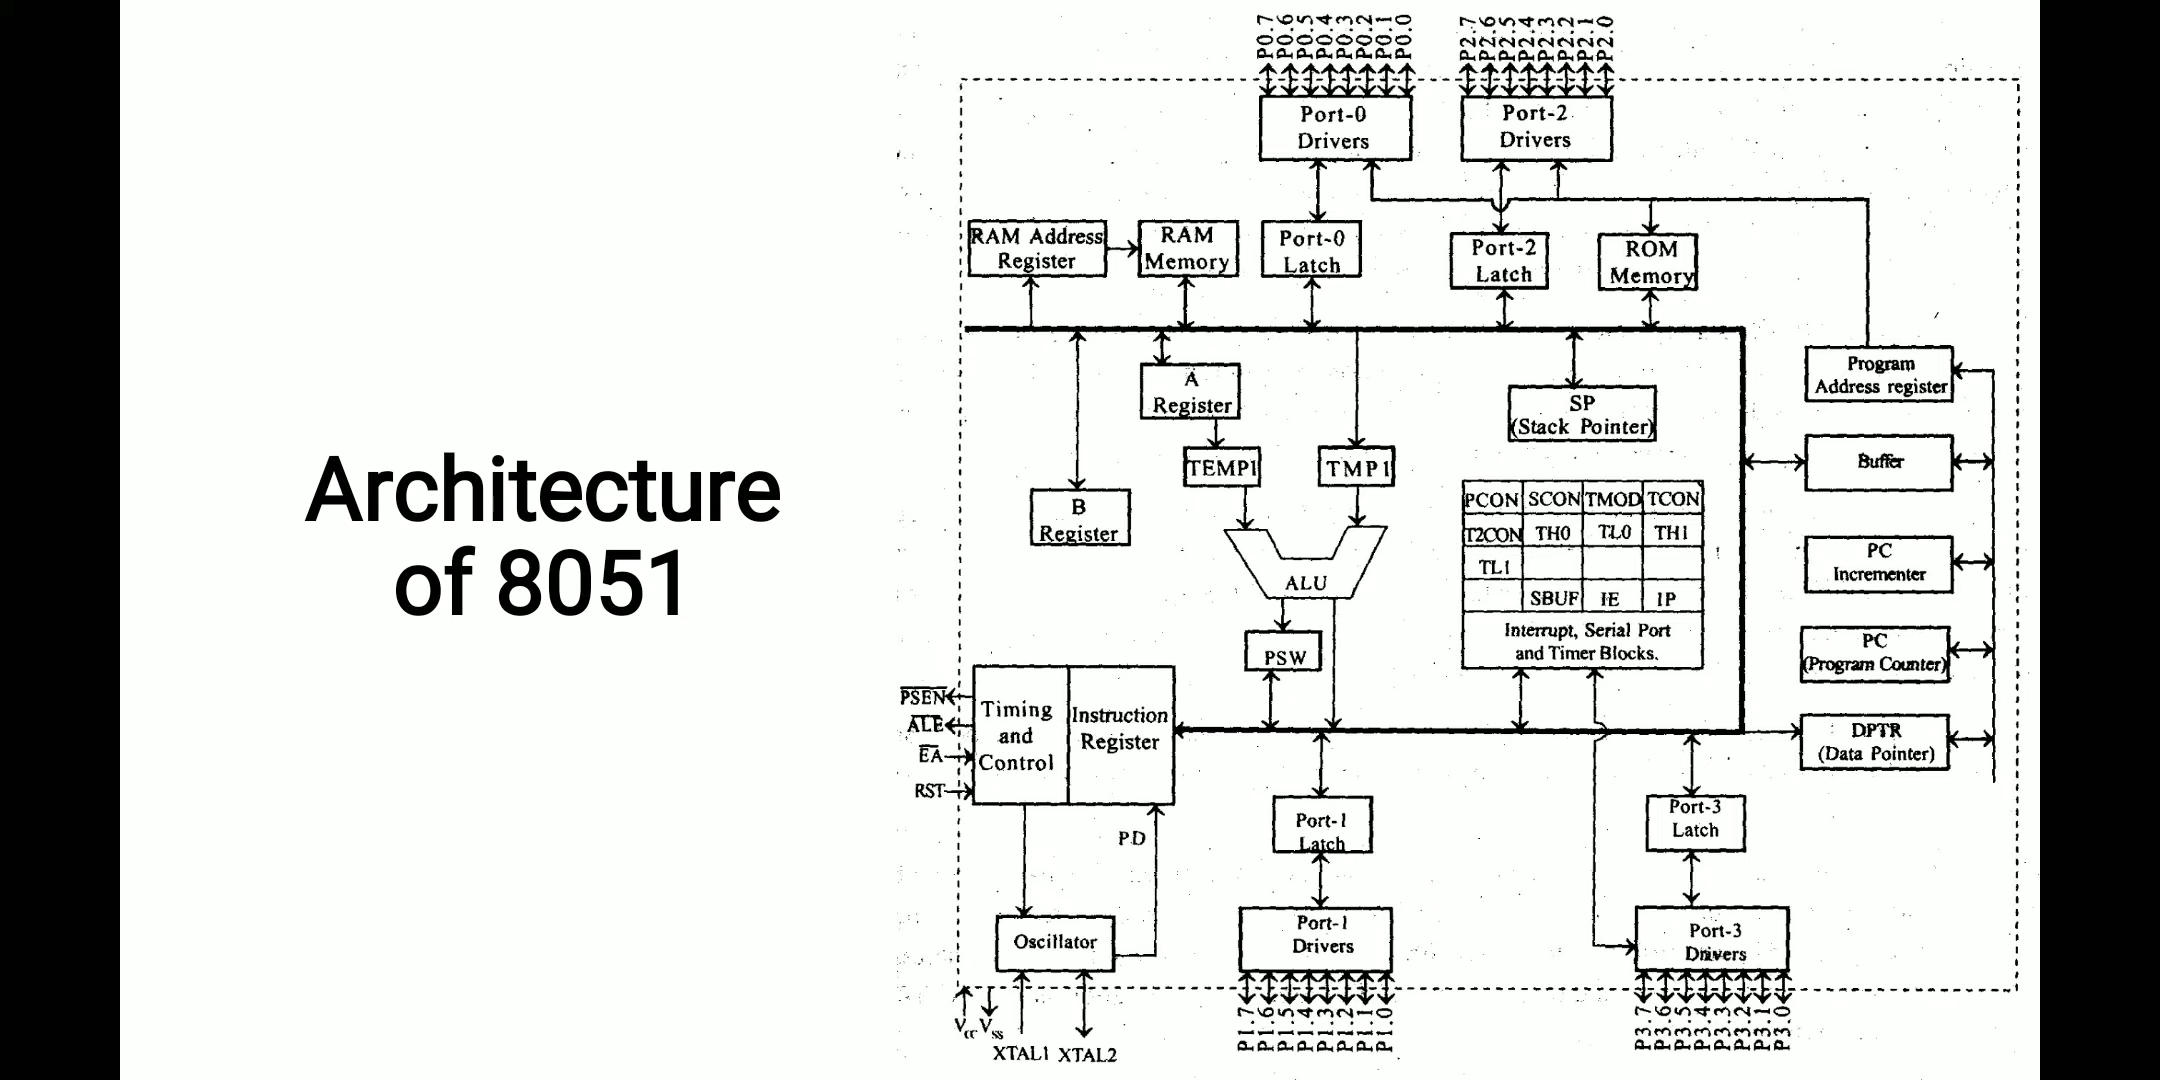 Architecture
of 8051
P0.7
P0.6
P0.5
P0.4
P0.3
P0.2
P0.1
P0.0
P2.7
P2.6
P2.5
P2.4
P2.3
P2.2
P2.1
P2.0
Port-0
Drivers
Port-2
Drivers
RAM Address
Register
RAM
Memory
Port-0
Latch
Port-2
Latch
ROM
Memory
A
Register
B
Register
TEMP1
TMP1
ALU
PSW
SP
(Stack Pointer)
PCON SCON TMOD TCON
T2CON TH0 TL0 TH1
TL1
SBUF IE IP
Interrupt, Serial Port
and Timer Blocks.
Program
Address register
Buffer
PC
Incrementer
PC
(Program Counter)
DPTR
(Data Pointer)
PSEN
ALE
EA
RST
Timing
and
Control
Instruction
Register
PD
Oscillator
Port-1
Latch
Port-1
Drivers
Port-3
Latch
Port-3
Drivers
Vcc Vss
XTAL1 XTAL2
P1.7
P1.6
P1.5
P1.4
P1.3
P1.2
P1.1
P1.0
P3.7
P3.6
P3.5
P3.4
P3.3
P3.2
P3.1
P3.0